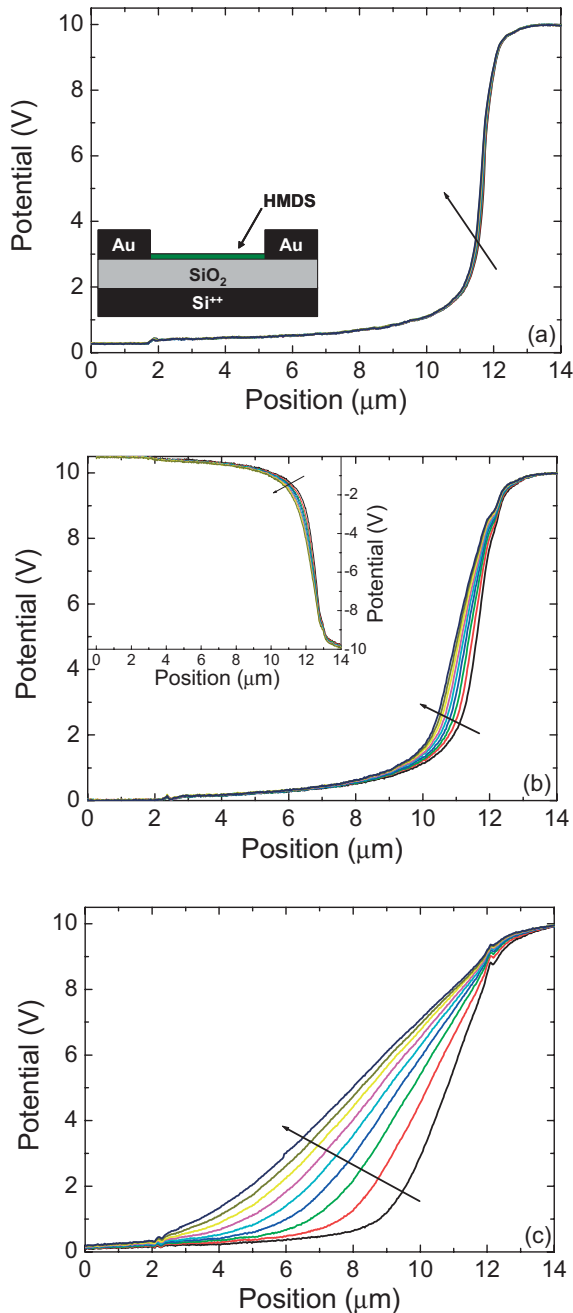 10
8
6
4
2
0
Potential (V)
HMDS
Au
Au
SiO2
Si++
(a)
0 2 4 6 8 10 12 14
Position (μm)
10
8
6
4
2
0
Potential (V)
-2
-4
-6
-8
-10
Potential (V)
0 2 4 6 8 10 12 14
Position (μm)
(b)
0 2 4 6 8 10 12 14
Position (μm)
10
8
6
4
2
0
Potential (V)
(c)
0 2 4 6 8 10 12 14
Position (μm)